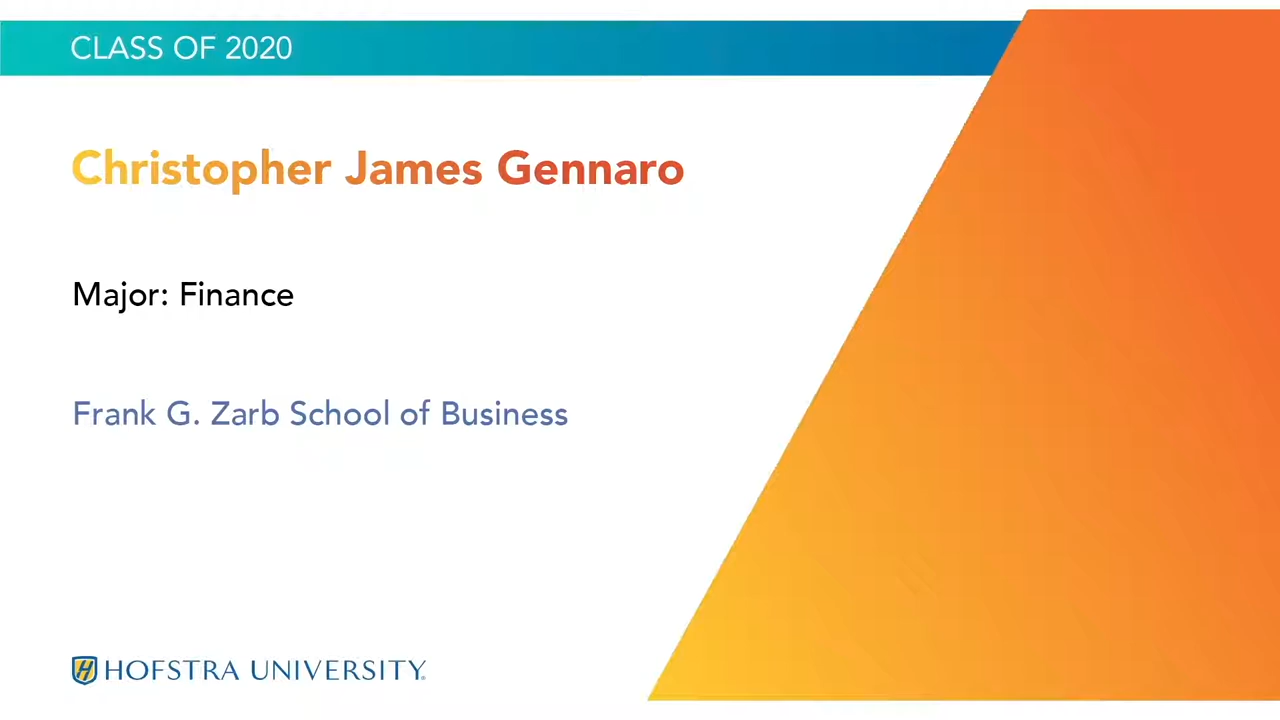 CLASS OF 2020
Christopher James Gennaro
Major: Finance
Frank G. Zarb School of Business
HOFSTRA UNIVERSITY®